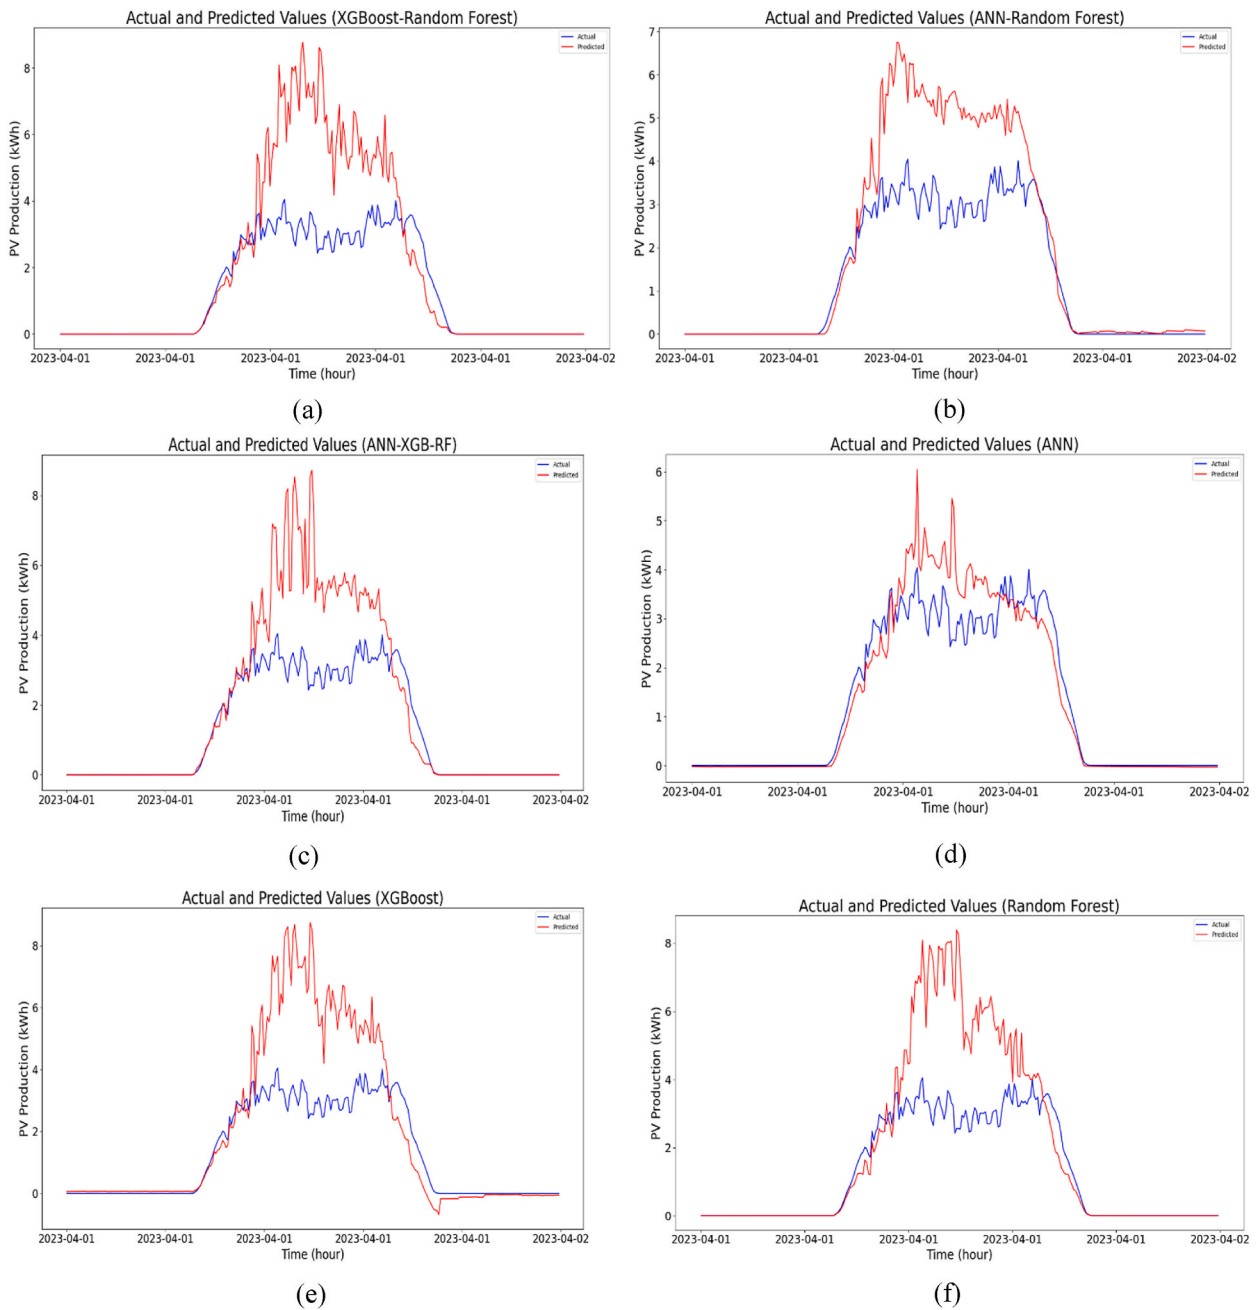 Actual and Predicted Values (XGBoost-Random Forest)
Actual
Predicted
8
6
4
2
0
PV Production (kWh)
2023-04-01 2023-04-01 2023-04-01 2023-04-01 2023-04-01 2023-04-02
Time (hour)
(a)
Actual and Predicted Values (ANN-Random Forest)
Actual
Predicted
7
6
5
4
3
2
1
0
PV Production (kWh)
2023-04-01 2023-04-01 2023-04-01 2023-04-01 2023-04-01 2023-04-02
Time (hour)
(b)
Actual and Predicted Values (ANN-XGB-RF)
Actual
Predicted
8
6
4
2
0
PV Production (kWh)
2023-04-01 2023-04-01 2023-04-01 2023-04-01 2023-04-01 2023-04-02
Time (hour)
(c)
Actual and Predicted Values (ANN)
Actual
Predicted
6
5
4
3
2
1
0
PV Production (kWh)
2023-04-01 2023-04-01 2023-04-01 2023-04-01 2023-04-01 2023-04-02
Time (hour)
(d)
Actual and Predicted Values (XGBoost)
Actual
Predicted
8
6
4
2
0
PV Production (kWh)
2023-04-01 2023-04-01 2023-04-01 2023-04-01 2023-04-01 2023-04-02
Time (hour)
(e)
Actual and Predicted Values (Random Forest)
Actual
Predicted
8
6
4
2
0
PV Production (kWh)
2023-04-01 2023-04-01 2023-04-01 2023-04-01 2023-04-01 2023-04-02
Time (hour)
(f)